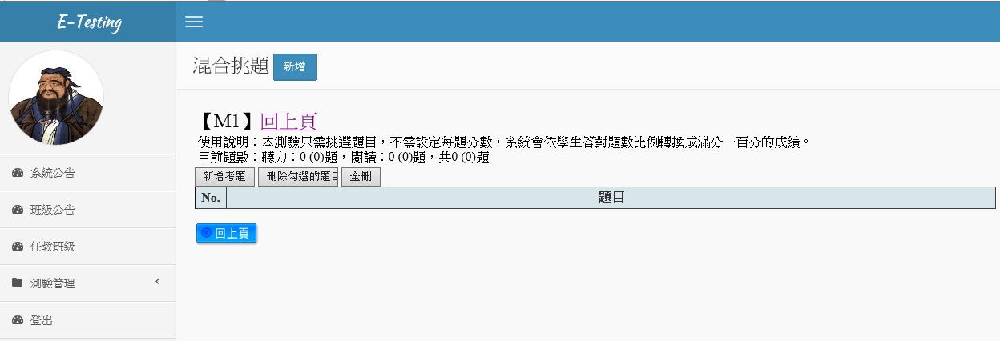 E-Testing
混合挑題 新增
系統公告
班級公告
任教班級
測驗管理
登出
【M1】回上頁
使用說明：本測驗只需挑選題目，不需設定每題分數，系統會依學生答對題數比例轉換成滿分一百分的成績。
目前題數：聽力：0 (0)題，閱讀：0 (0)題，共0 (0)題
新增考題 刪除勾選的題目 全刪
No. 題目
回上頁